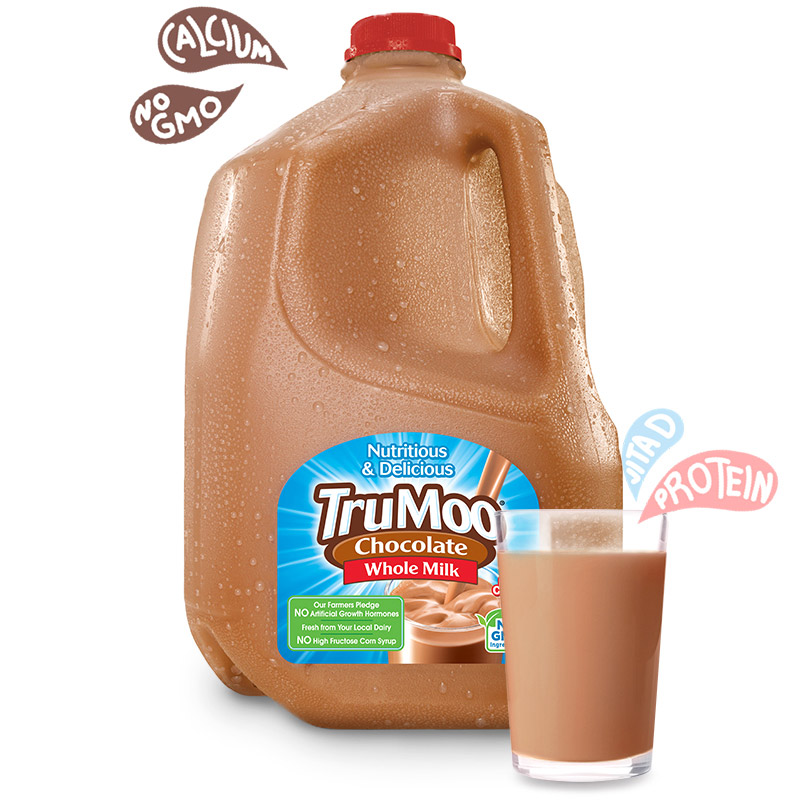 CALCIUM
NO
GMO
Nutritious
& Delicious
TruMoo®
Chocolate
Whole Milk
Our Farmers Pledge
NO Artificial Growth Hormones
Fresh from Your Local Dairy
NO High Fructose Corn Syrup
VITA D
PROTEIN